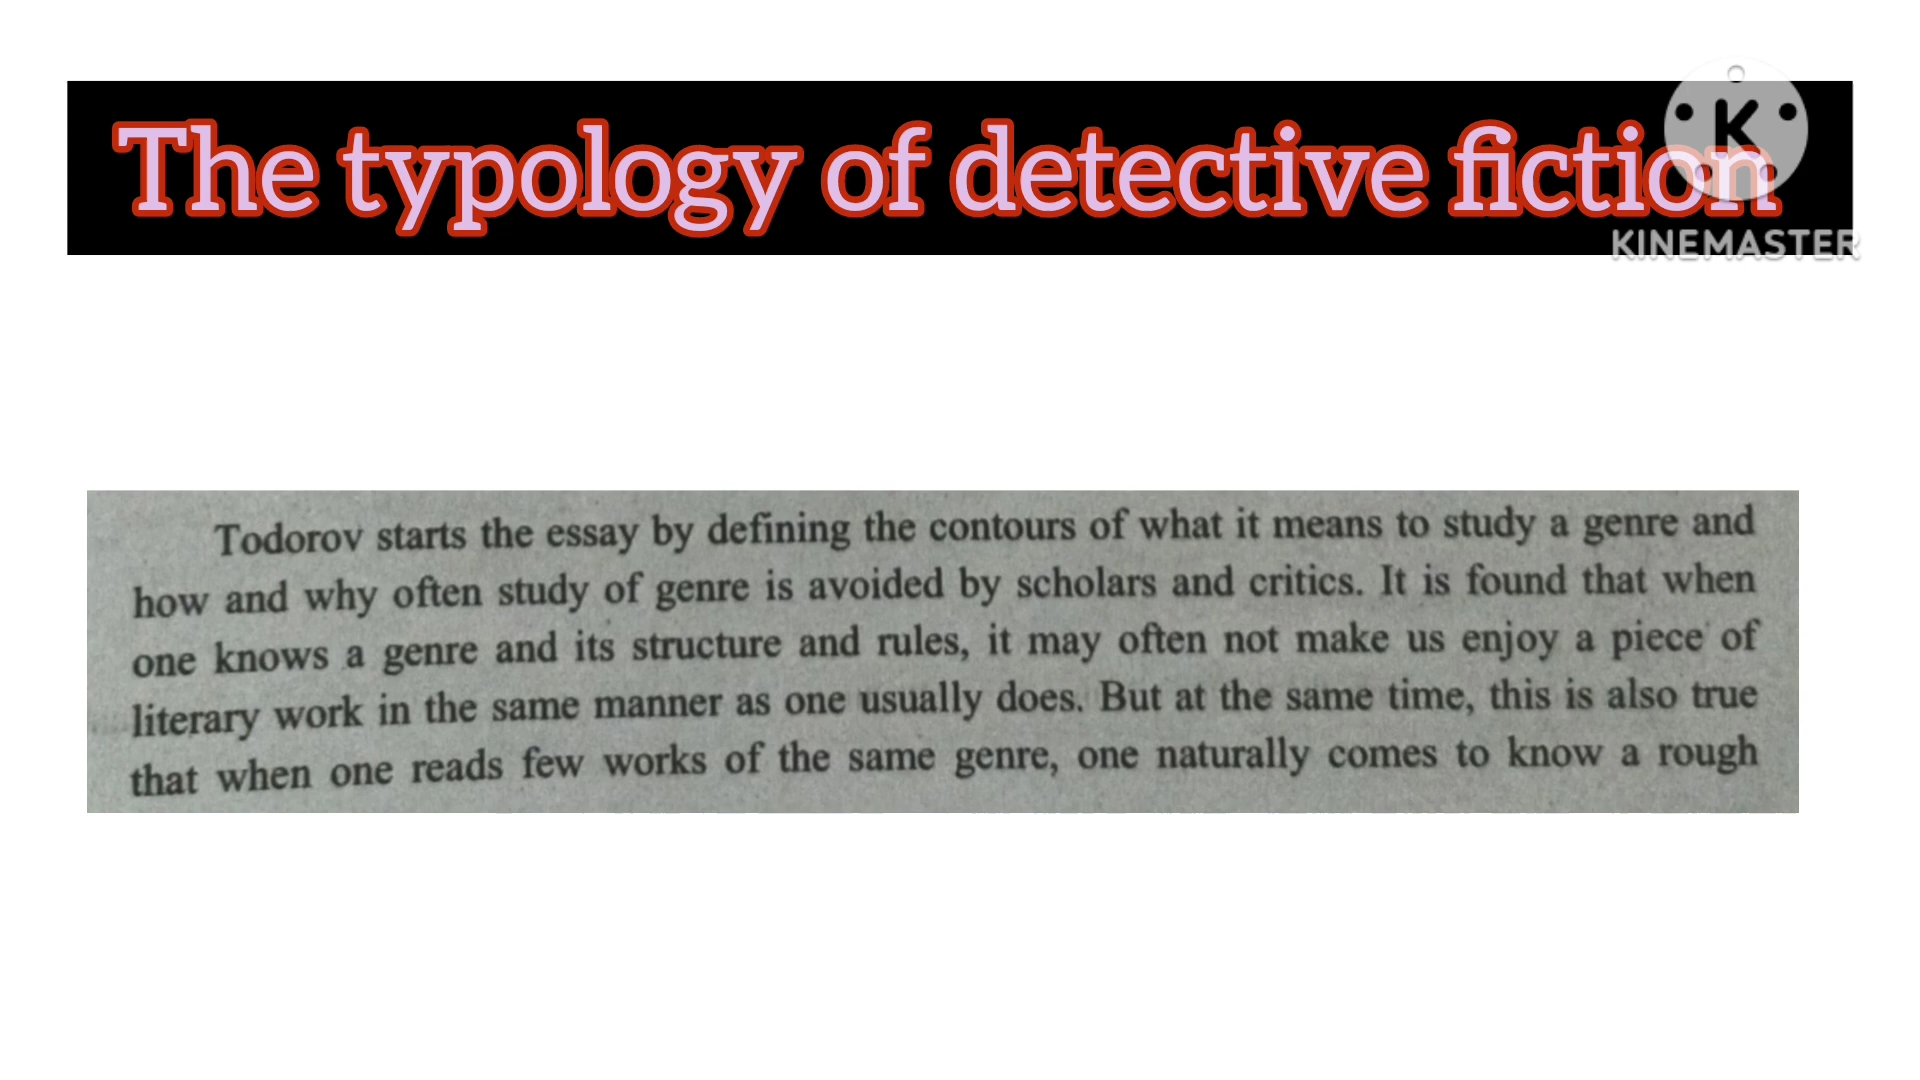 The typology of detective fiction
K
KINEMASTER
Todorov starts the essay by defining the contours of what it means to study a genre and
how and why often study of genre is avoided by scholars and critics. It is found that when
one knows a genre and its structure and rules, it may often not make us enjoy a piece of
literary work in the same manner as one usually does. But at the same time, this is also true
that when one reads few works of the same genre, one naturally comes to know a rough